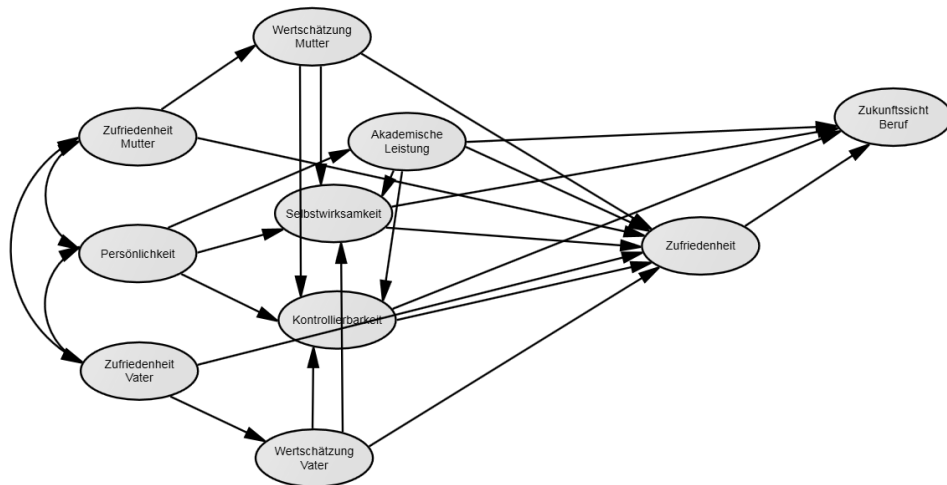 Wertschätzung
Mutter
Zukunftssicht
Beruf
Zufriedenheit
Mutter
Akademische
Leistung
Selbstwirksamkeit
Persönlichkeit
Zufriedenheit
Kontrollierbarkeit
Zufriedenheit
Vater
Wertschätzung
Vater